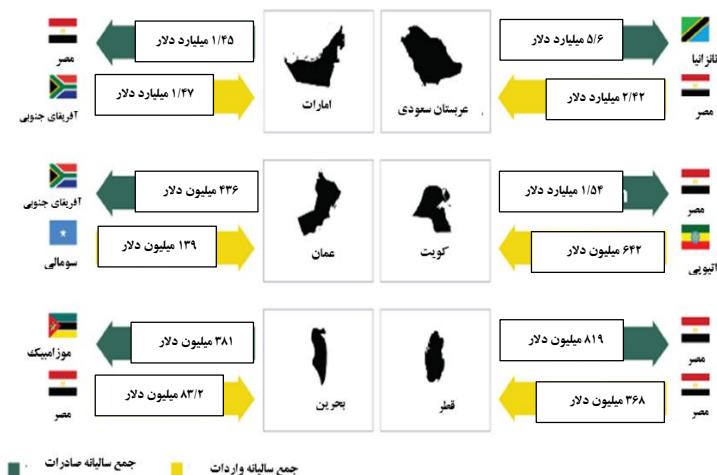 ۵/۶ میلیارد دلار
تانزانیا
۲/۴۲ میلیارد دلار
مصر
عربستان سعودی
امارات
۱/۴۵ میلیارد دلار
مصر
۱/۴۷ میلیارد دلار
آفریقای جنوبی
۱/۵۴ میلیارد دلار
مصر
۶۴۲ میلیون دلار
اتیوپی
کویت
عمان
۴۳۶ میلیون دلار
آفریقای جنوبی
۱۳۹ میلیون دلار
سومالی
۸۱۹ میلیون دلار
مصر
۳۶۸ میلیون دلار
مصر
قطر
بحرین
۳۸۱ میلیون دلار
موزامبیک
۸۳/۲ میلیون دلار
مصر
جمع سالیانه واردات
جمع سالیانه صادرات